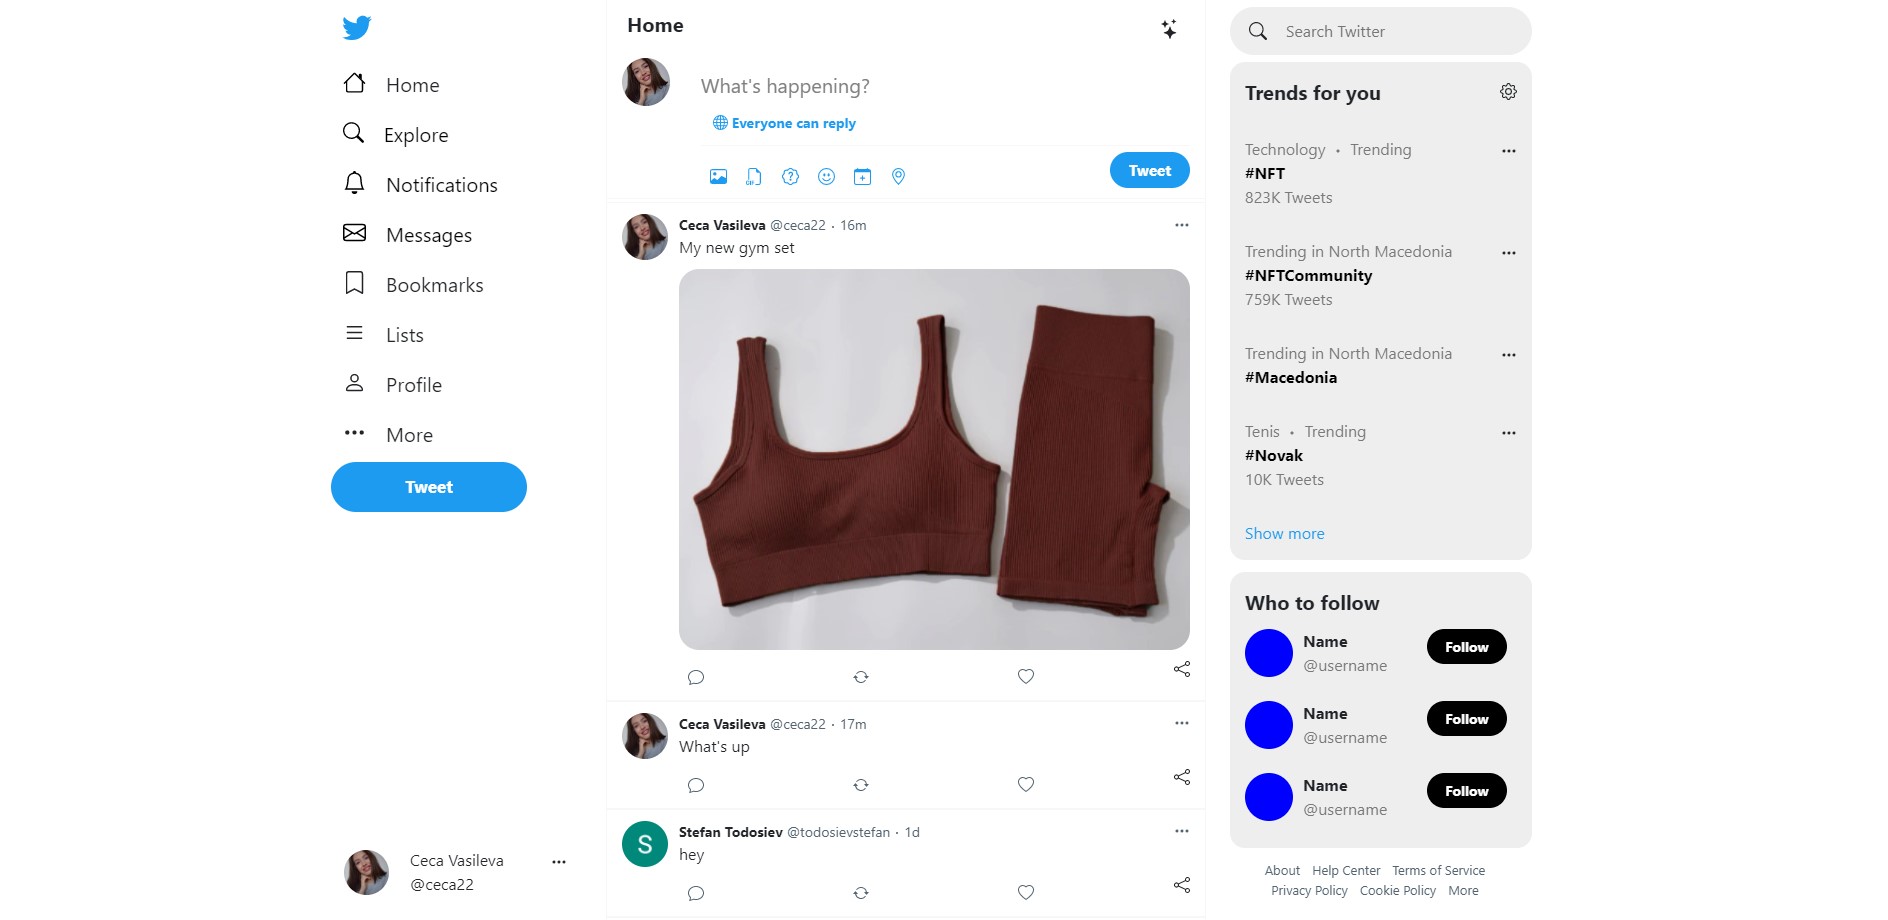 Home
Explore
Notifications
Messages
Bookmarks
Lists
Profile
More
Tweet
Ceca Vasileva
@ceca22
Home
What's happening?
Everyone can reply
GIF
Tweet
Ceca Vasileva @ceca22 · 16m
My new gym set
Ceca Vasileva @ceca22 · 17m
What's up
S
Stefan Todosiev @todosievstefan · 1d
hey
Search Twitter
Trends for you
Technology • Trending
#NFT
823K Tweets
Trending in North Macedonia
#NFTCommunity
759K Tweets
Trending in North Macedonia
#Macedonia
Tenis • Trending
#Novak
10K Tweets
Show more
Who to follow
Name
@username
Follow
Name
@username
Follow
Name
@username
Follow
About Help Center Terms of Service
Privacy Policy Cookie Policy More